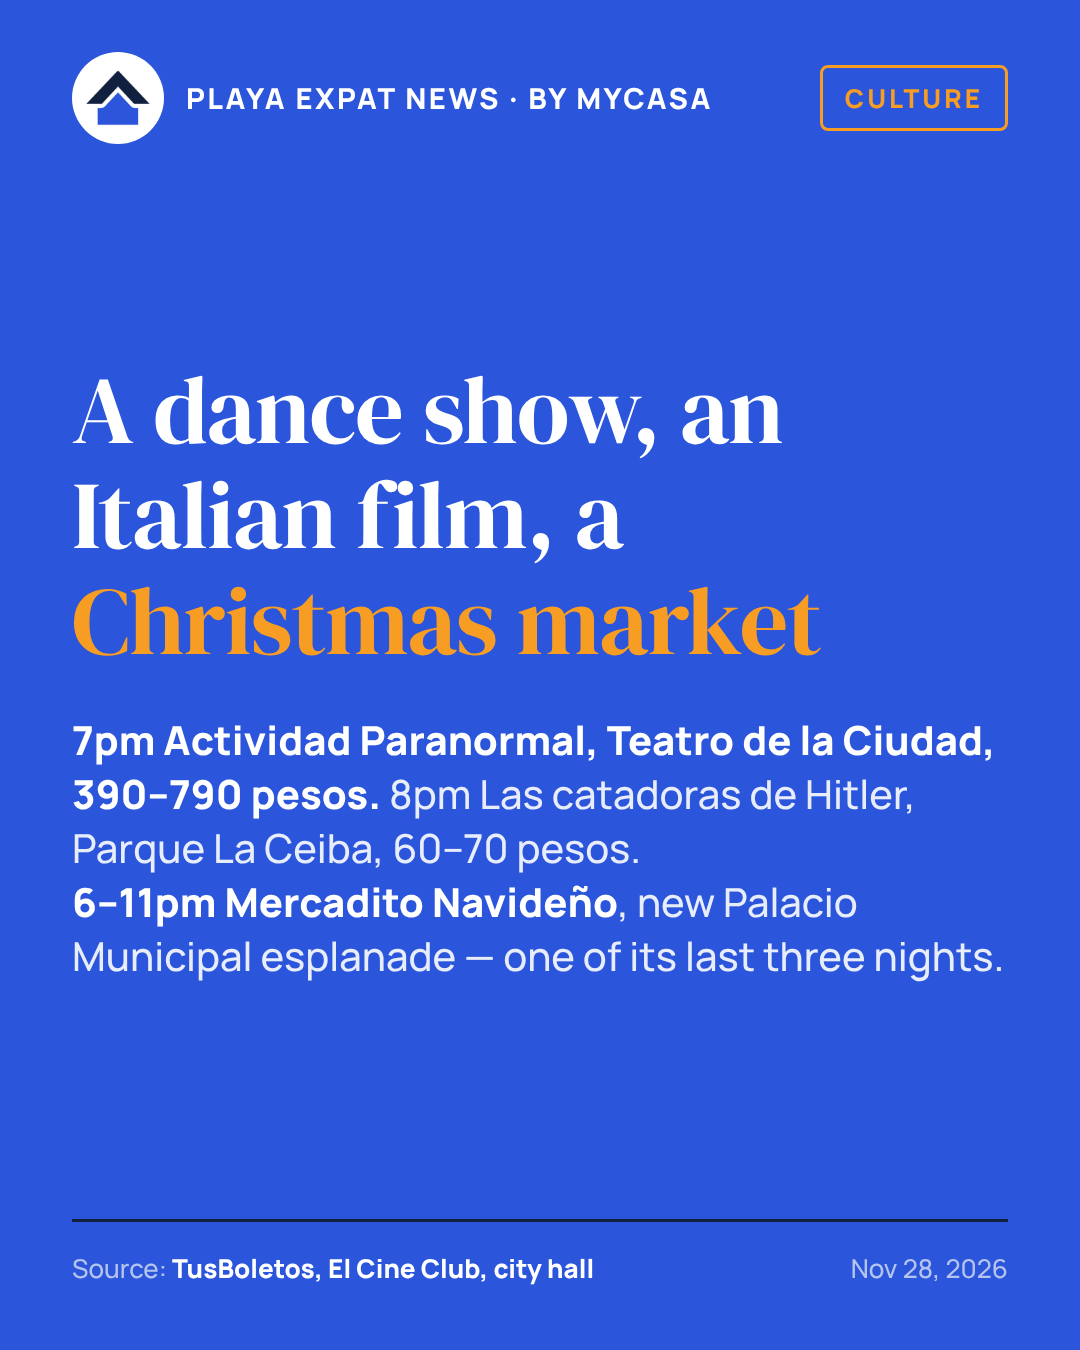 PLAYA EXPAT NEWS · BY MYCASA
CULTURE
A dance show, an
Italian film, a
Christmas market
7pm Actividad Paranormal, Teatro de la Ciudad,
390–790 pesos. 8pm Las catadoras de Hitler,
Parque La Ceiba, 60–70 pesos.
6–11pm Mercadito Navideño, new Palacio
Municipal esplanade — one of its last three nights.
Source: TusBoletos, El Cine Club, city hall
Nov 28, 2026